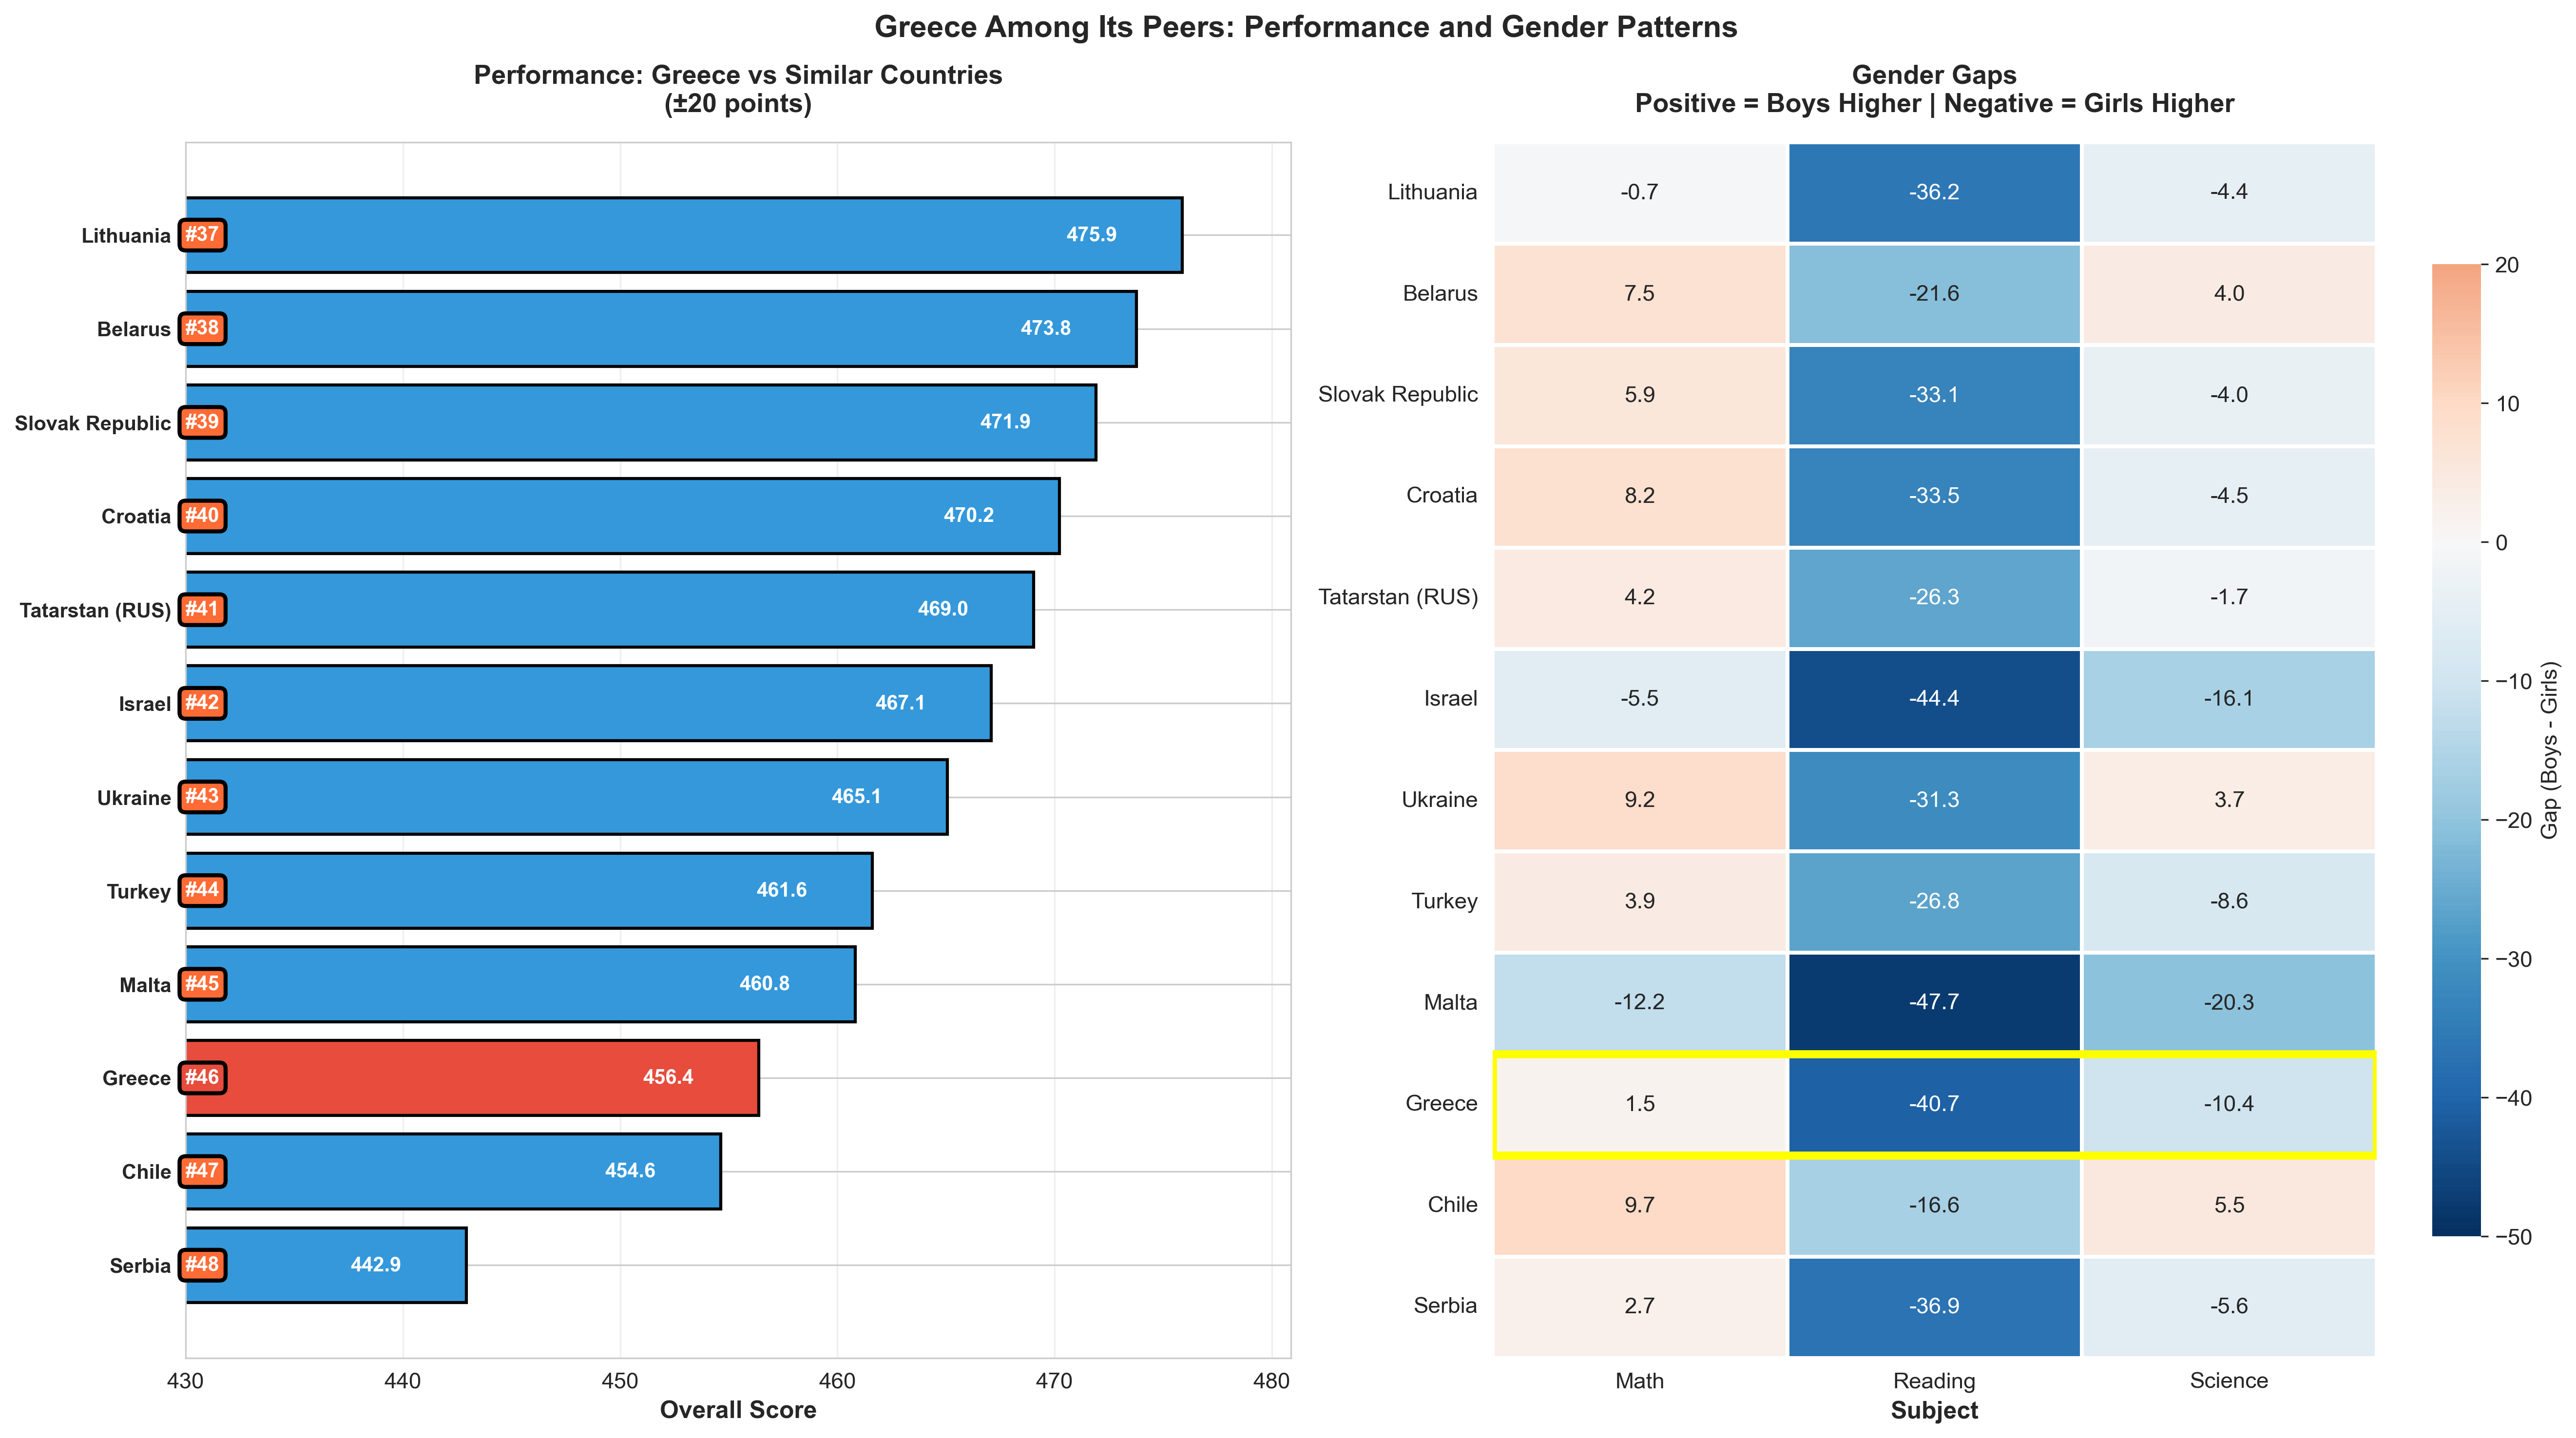 Greece Among Its Peers: Performance and Gender Patterns
Performance: Greece vs Similar Countries
(±20 points)
Lithuania #37 475.9
Belarus #38 473.8
Slovak Republic #39 471.9
Croatia #40 470.2
Tatarstan (RUS) #41 469.0
Israel #42 467.1
Ukraine #43 465.1
Turkey #44 461.6
Malta #45 460.8
Greece #46 456.4
Chile #47 454.6
Serbia #48 442.9
430 440 450 460 470 480
Overall Score
Gender Gaps
Positive = Boys Higher | Negative = Girls Higher
Lithuania -0.7 -36.2 -4.4
Belarus 7.5 -21.6 4.0
Slovak Republic 5.9 -33.1 -4.0
Croatia 8.2 -33.5 -4.5
Tatarstan (RUS) 4.2 -26.3 -1.7
Israel -5.5 -44.4 -16.1
Ukraine 9.2 -31.3 3.7
Turkey 3.9 -26.8 -8.6
Malta -12.2 -47.7 -20.3
Greece 1.5 -40.7 -10.4
Chile 9.7 -16.6 5.5
Serbia 2.7 -36.9 -5.6
Math Reading Science
Subject
20
10
0
−10
−20
−30
−40
−50
Gap (Boys - Girls)